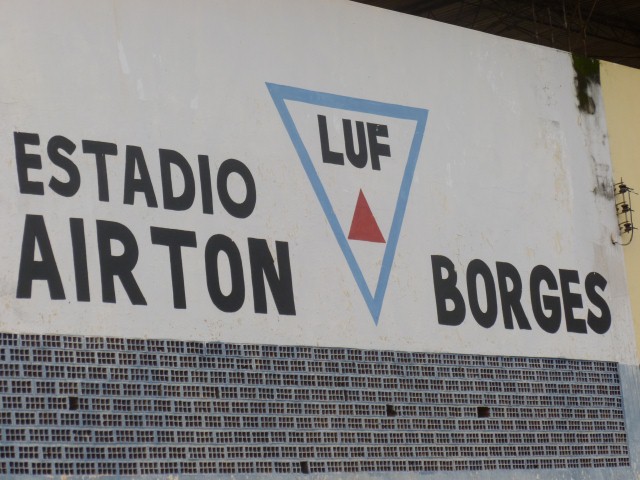 ESTADIO
LUF
AIRTON BORGES